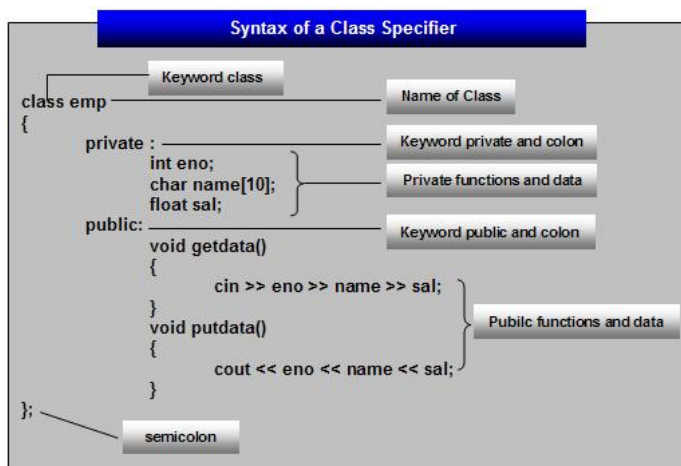 Syntax of a Class Specifier
Keyword class
class emp
Name of Class
{
private :
Keyword private and colon
int eno;
char name[10];
Private functions and data
float sal;
public:
Keyword public and colon
void getdata()
{
cin >> eno >> name >> sal;
}
Pubilc functions and data
void putdata()
{
cout << eno << name << sal;
}
};
semicolon